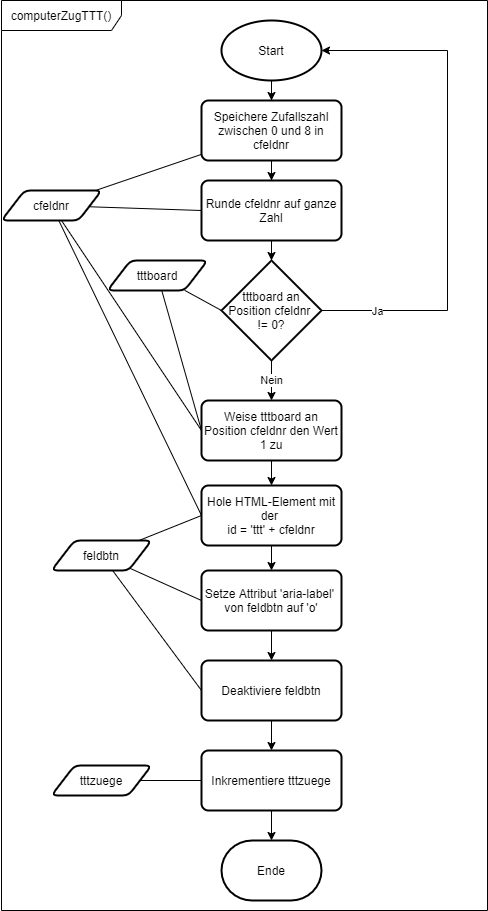 computerZugTTT()
Start
Speichere Zufallszahl
zwischen 0 und 8 in
cfeldnr
cfeldnr
Runde cfeldnr auf ganze
Zahl
tttboard
tttboard an
Position cfeldnr
!= 0?
Ja
Nein
Weise tttboard an
Position cfeldnr den Wert
1 zu
Hole HTML-Element mit
der
id = 'ttt' + cfeldnr
feldbtn
Setze Attribut 'aria-label'
von feldbtn auf 'o'
Deaktiviere feldbtn
tttzuege
Inkrementiere tttzuege
Ende